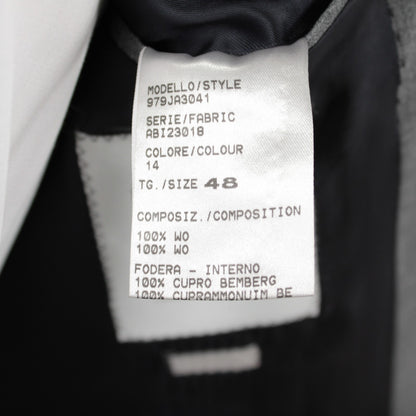 MODELLO/STYLE
979JA3041
SERIE/FABRIC
ABI23018
COLORE/COLOUR
14
TG./SIZE 48
COMPOSIZ./COMPOSITION
100% WO
100% WO
FODERA - INTERNO
100% CUPRO BEMBERG
100% CUPRAMMONUIM BE